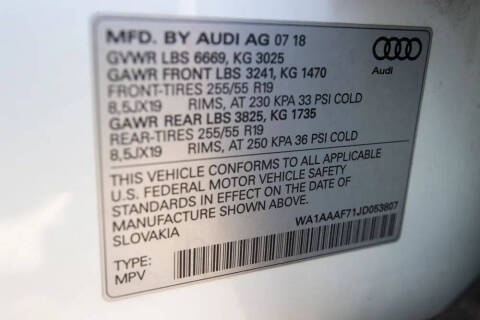 MFD. BY AUDI AG 07 18
GVWR LBS 6669, KG 3025
GAWR FRONT LBS 3241, KG 1470
FRONT-TIRES 255/55 R19
8,5JX19 RIMS, AT 230 KPA 33 PSI COLD
GAWR REAR LBS 3825, KG 1735
REAR-TIRES 255/55 R19
8,5JX19 RIMS, AT 250 KPA 36 PSI COLD
Audi
THIS VEHICLE CONFORMS TO ALL APPLICABLE
U.S. FEDERAL MOTOR VEHICLE SAFETY
STANDARDS IN EFFECT ON THE DATE OF
MANUFACTURE SHOWN ABOVE.
SLOVAKIA
WA1AAAF71JD053807
TYPE:
MPV